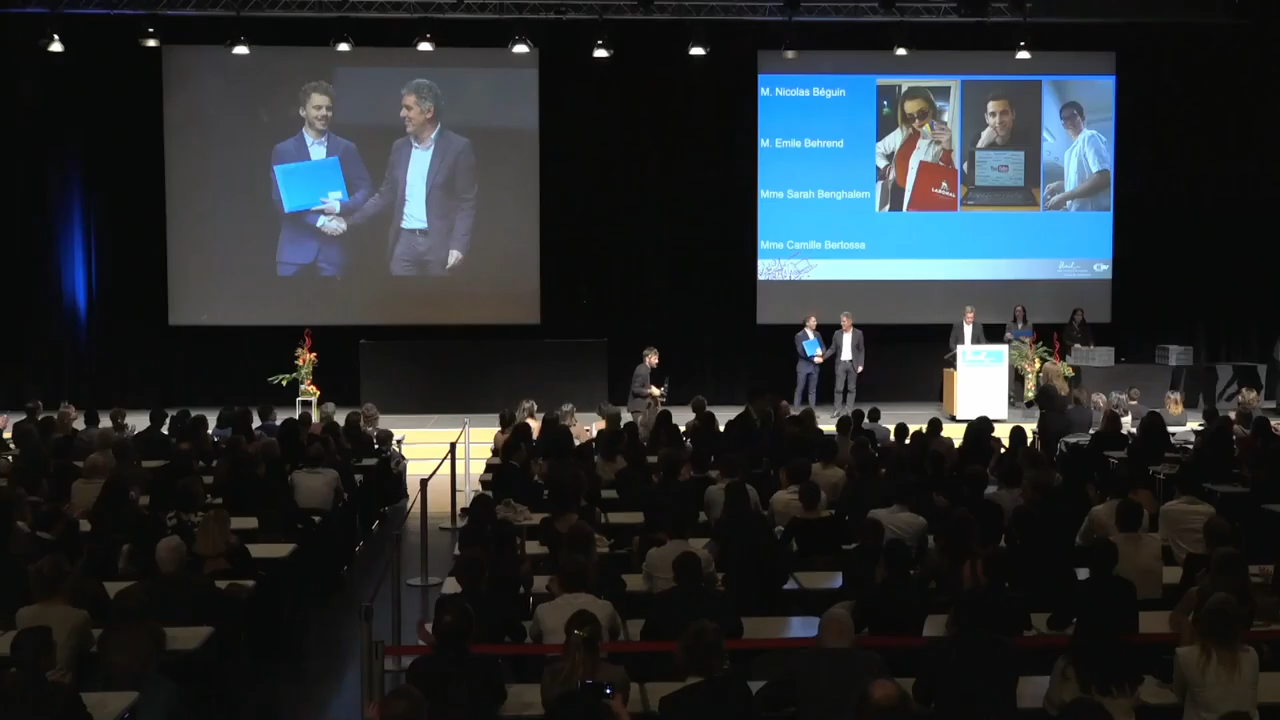 M. Nicolas Béguin
M. Emile Behrend
Mme Sarah Benghalem
Mme Camille Bertossa